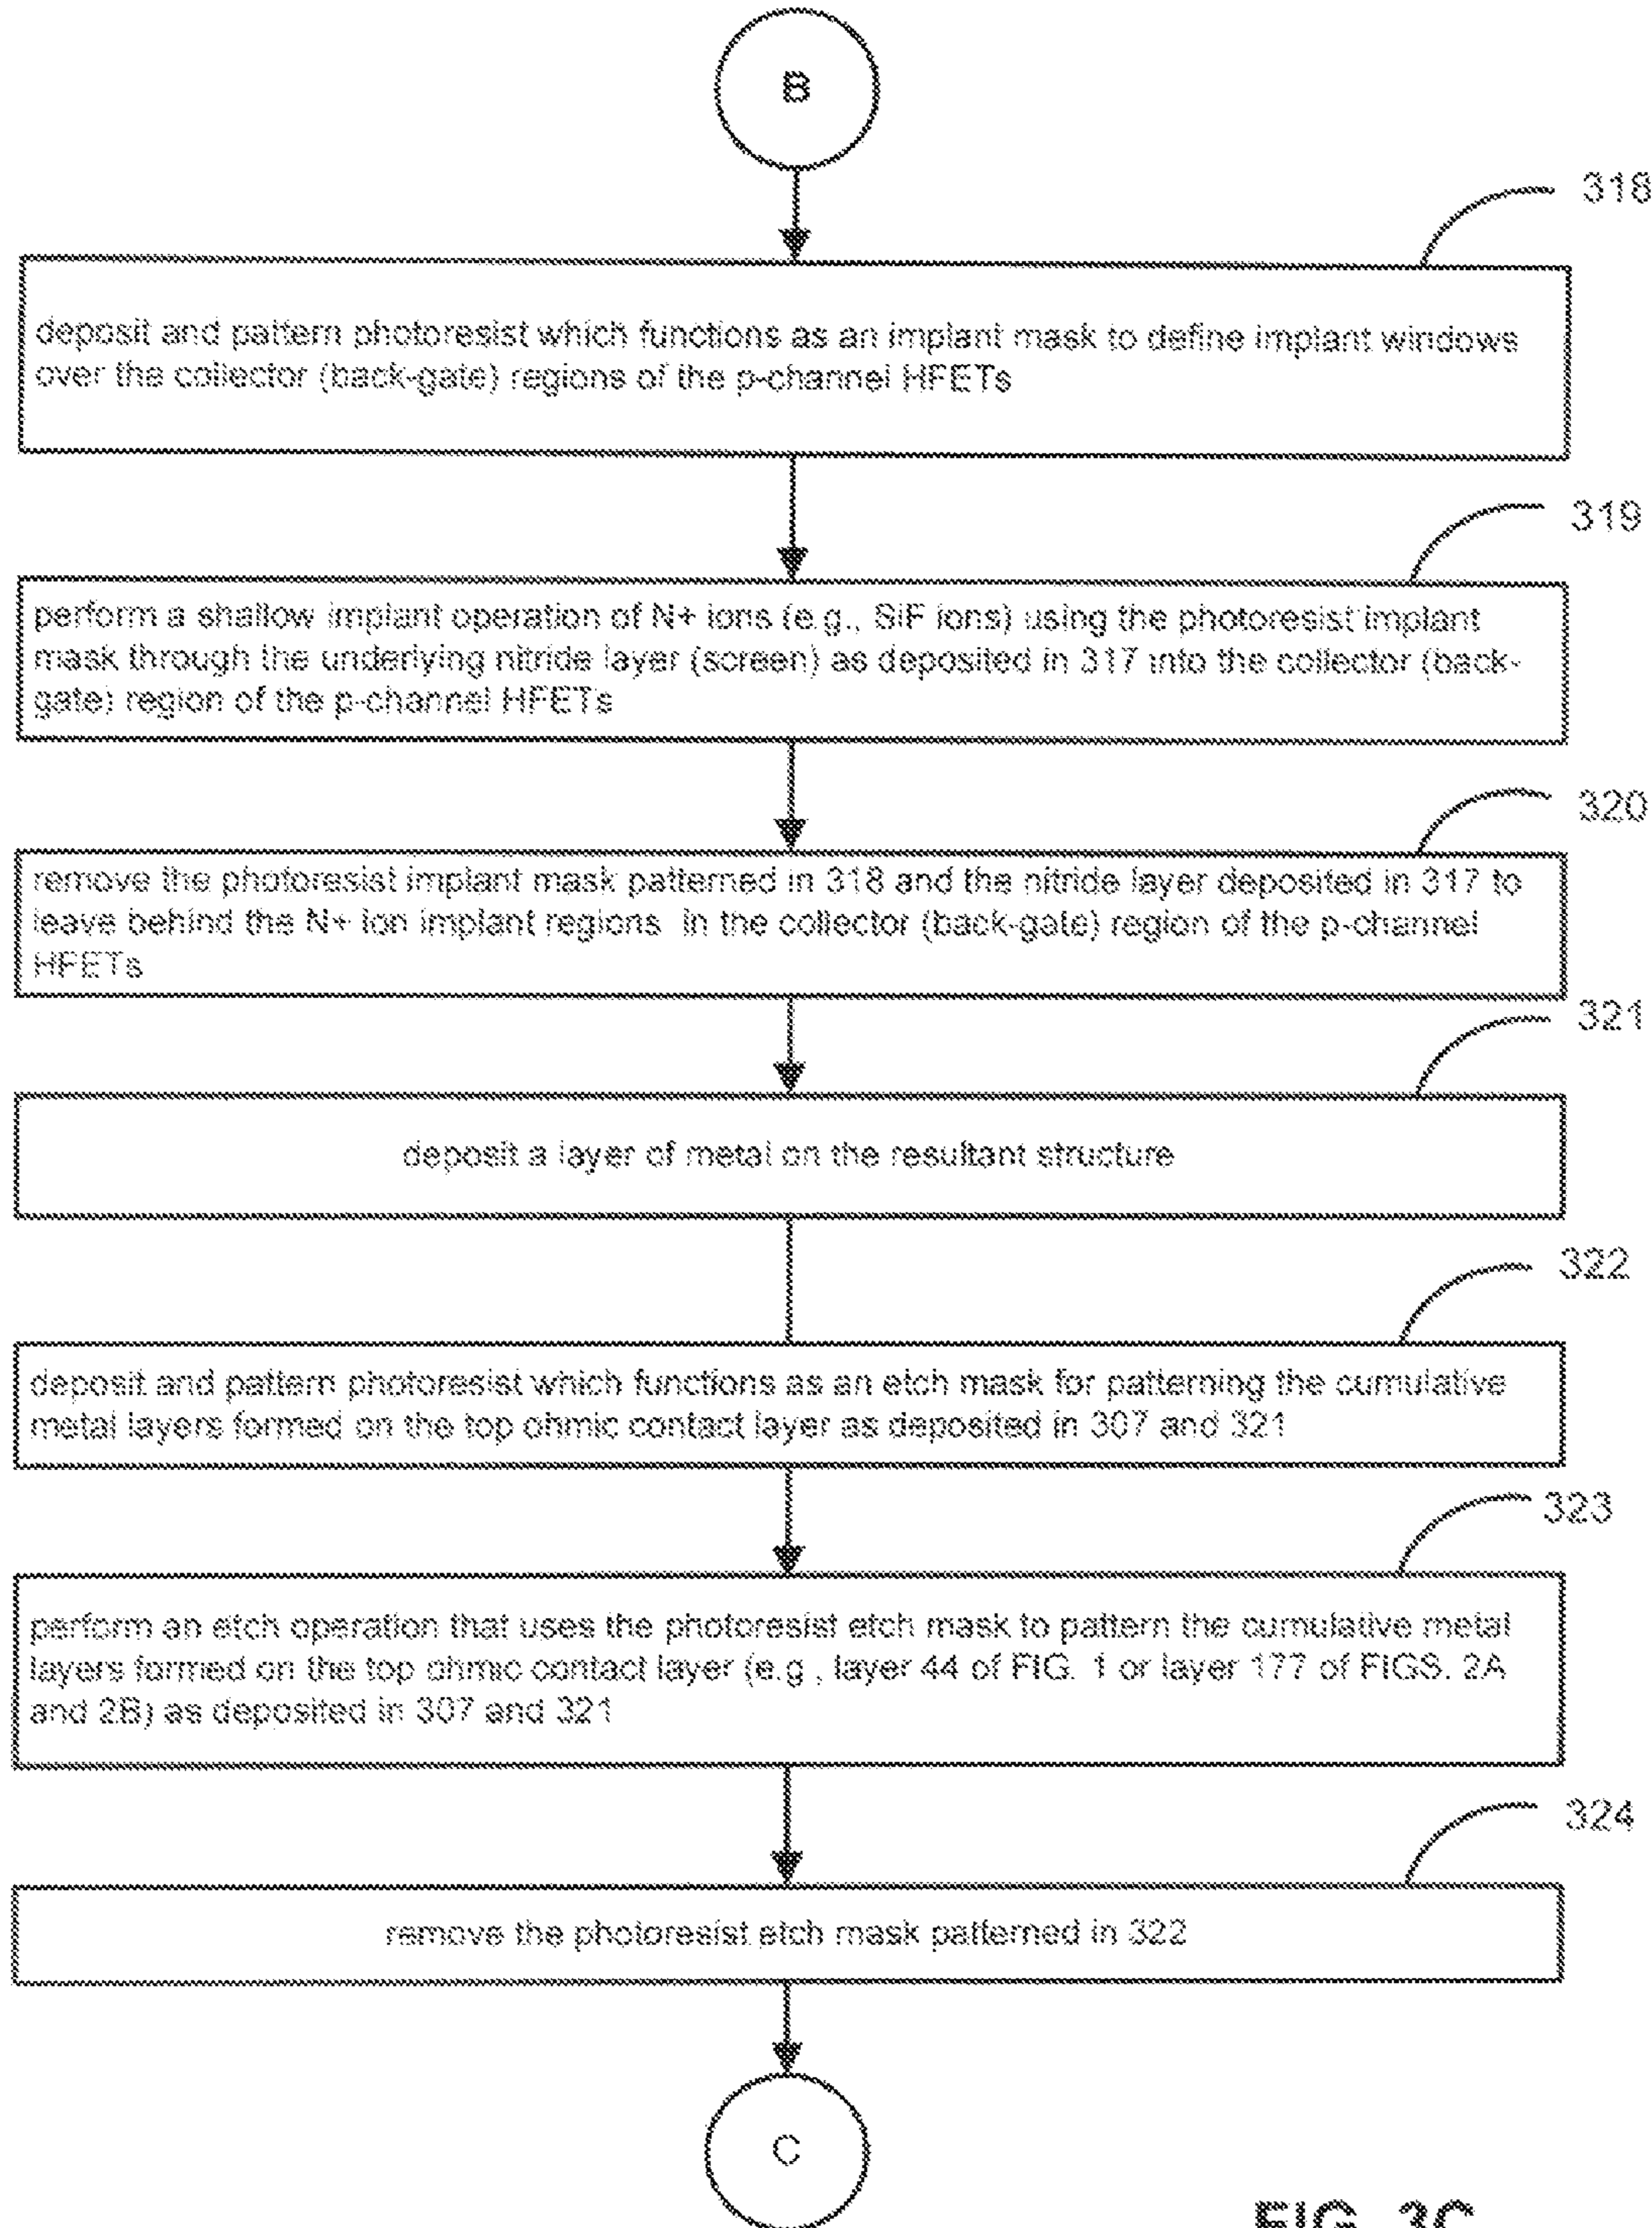 B
318
deposit and pattern photoresist which functions as an implant mask to define implant windows
over the collector (back-gate) regions of the p-channel HFETs
319
perform a shallow implant operation of N+ ions (e.g., SiF ions) using the photoresist implant
mask through the underlying nitride layer (screen) as deposited in 317 into the collector (back-
gate) region of the p-channel HFETs
320
remove the photoresist implant mask patterned in 318 and the nitride layer deposited in 317 to
leave behind the N+ ion implant regions in the collector (back-gate) region of the p-channel
HFETs
321
deposit a layer of metal on the resultant structure
322
deposit and pattern photoresist which functions as an etch mask for patterning the cumulative
metal layers formed on the top ohmic contact layer as deposited in 307 and 321
323
perform an etch operation that uses the photoresist etch mask to pattern the cumulative metal
layers formed on the top ohmic contact layer (e.g., layer 44 of FIG. 1 or layer 177 of FIGS. 2A
and 2B) as deposited in 307 and 321
324
remove the photoresist etch mask patterned in 322
C
FIG. 3C